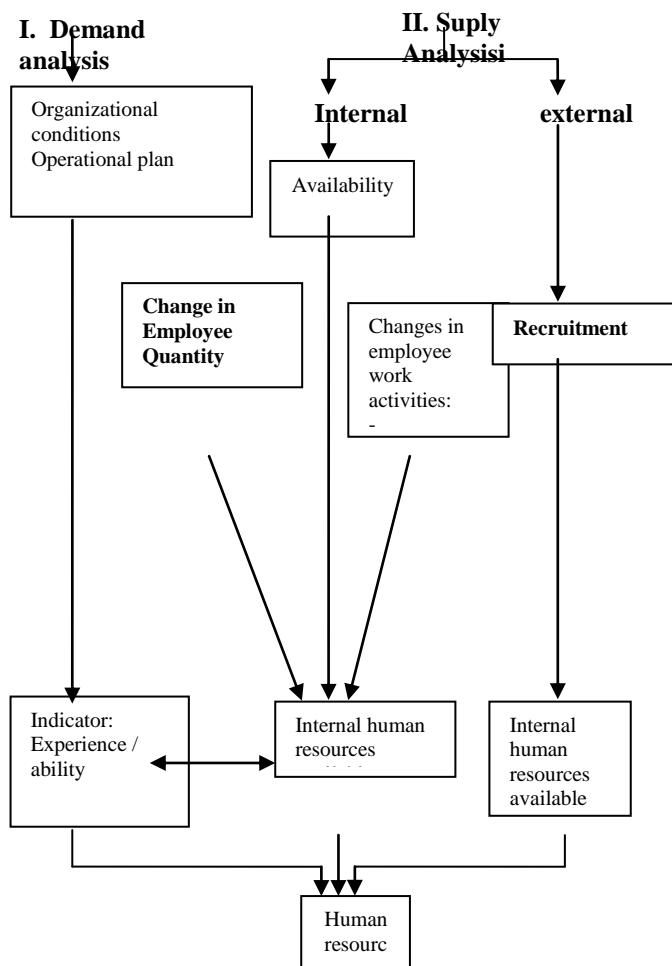 I. Demand
analysis
II. Suply
Analysisi
Organizational
conditions
Operational plan
Internal
external
Availability
Change in
Employee
Quantity
Changes in
employee
work
activities:
-
Recruitment
Indicator:
Experience /
ability
Internal human
resources
Internal
human
resources
available
Human
resourc